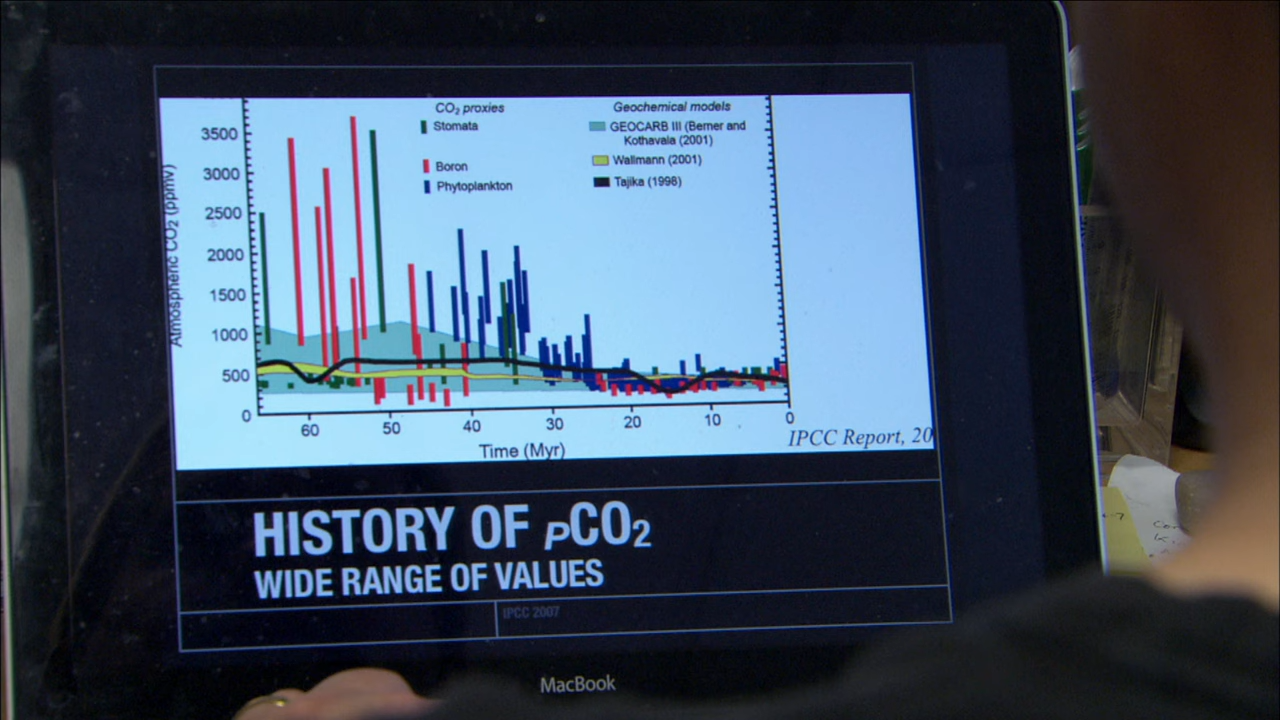 CO2 proxies
Geochemical models
Stomata
GEOCARB III (Berner and
Kothavala (2001)
Boron
Wallmann (2001)
Phytoplankton
Tajika (1998)
Atmospheric CO2 (ppmv)
3500
3000
2500
2000
1500
1000
500
0
60
50
40
30
20
10
0
Time (Myr)
IPCC Report, 20
HISTORY OF pCO2
WIDE RANGE OF VALUES
IPCC 2007
MacBook